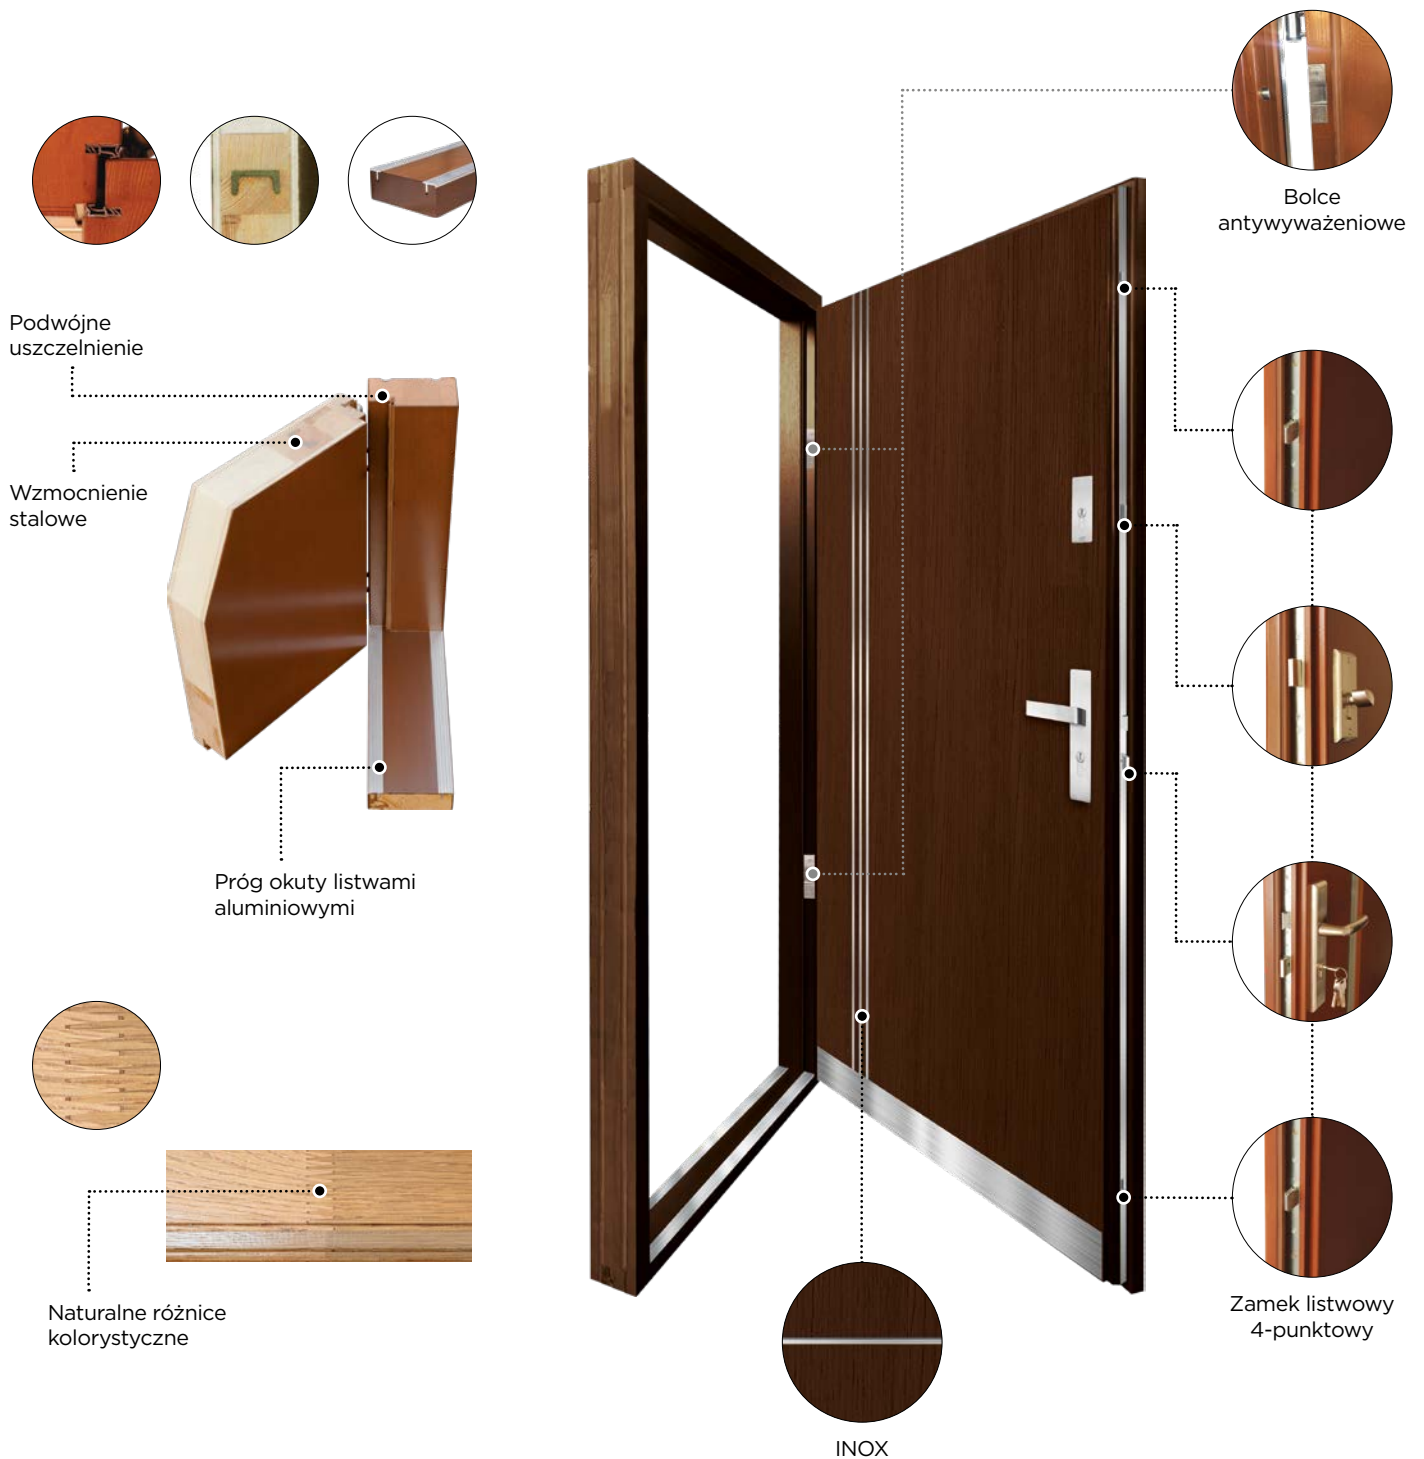 Bolce
antywyważeniowe
Podwójne
uszczelnienie
Wzmocnienie
stalowe
Próg okuty listwami
aluminiowymi
Naturalne różnice
kolorystyczne
Zamek listwowy
4-punktowy
INOX